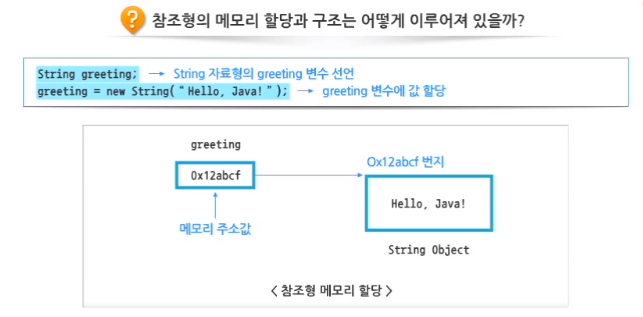 ? 참조형의 메모리 할당과 구조는 어떻게 이루어져 있을까?
String greeting; → String 자료형의 greeting 변수 선언
greeting = new String("Hello, Java!"); → greeting 변수에 값 할당
greeting
0x12abcf
0x12abcf 번지
Hello, Java!
메모리 주소값
String Object
< 참조형 메모리 할당 >